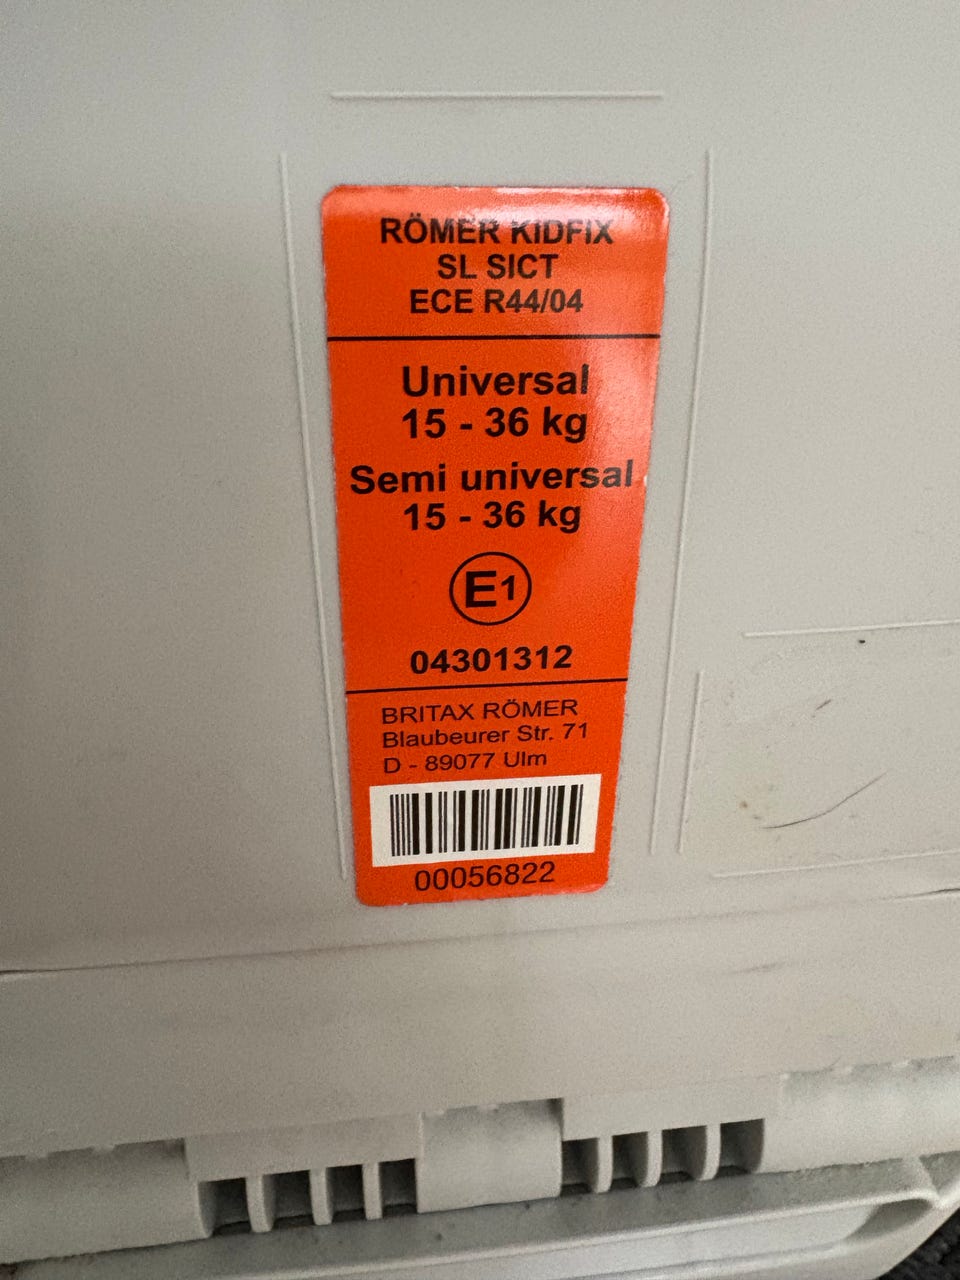 RÖMER KIDFIX
SL SICT
ECE R44/04
Universal
15 - 36 kg
Semi universal
15 - 36 kg
E1
04301312
BRITAX RÖMER
Blaubeurer Str. 71
D - 89077 Ulm
00056822